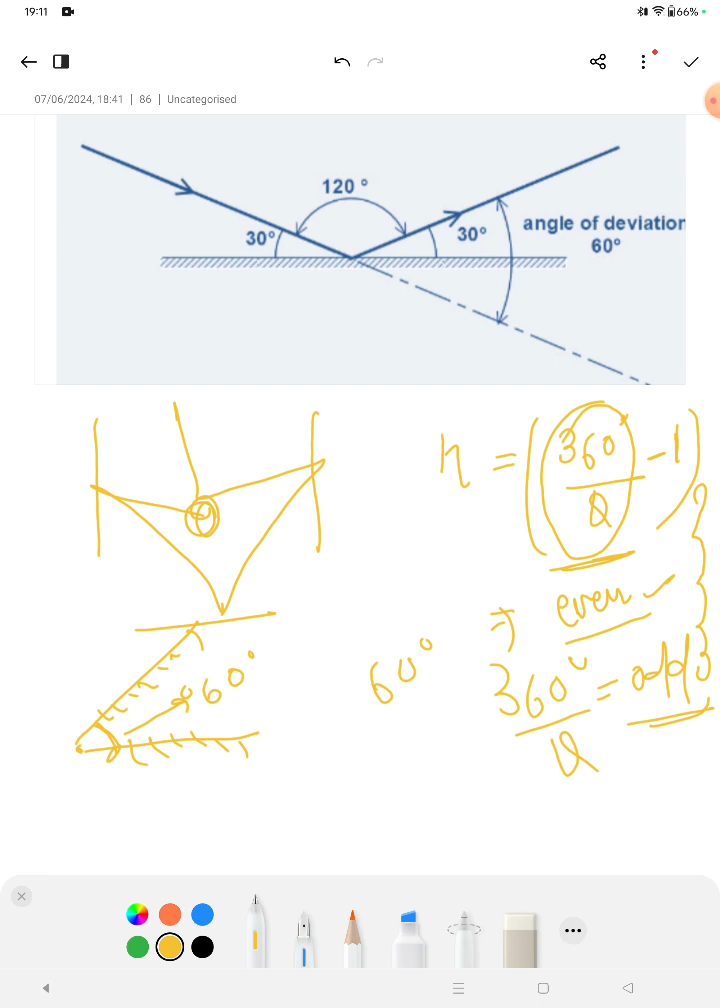 19:11
66%
07/06/2024, 18:41 | 86 | Uncategorised
120 °
30°
30°
angle of deviation
60°
n = (360° / θ - 1)
⇒ even ✓
60°
60°
360° / θ = odd